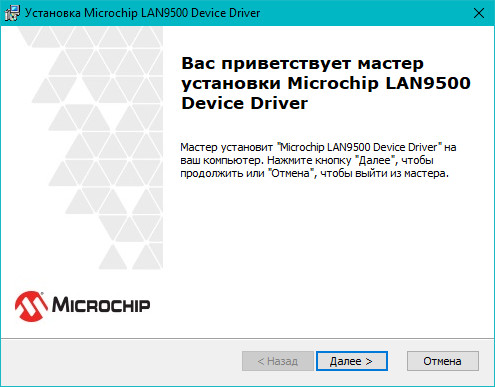 Установка Microchip LAN9500 Device Driver
Вас приветствует мастер
установки Microchip LAN9500
Device Driver
Мастер установит "Microchip LAN9500 Device Driver" на
ваш компьютер. Нажмите кнопку "Далее", чтобы
продолжить или "Отмена", чтобы выйти из мастера.
MICROCHIP
< Назад
Далее >
Отмена